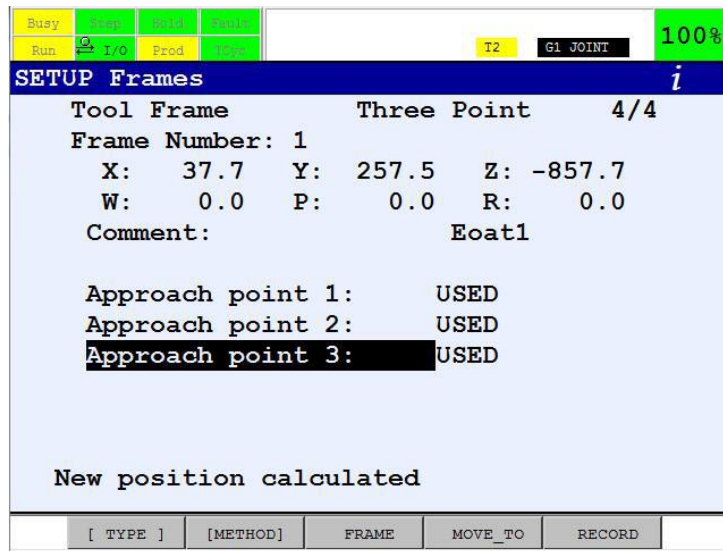 Busy Step Hold Fault
Run I/O Prod TCyc T2 G1 JOINT 100%
SETUP Frames i
Tool Frame Three Point 4/4
Frame Number: 1
X: 37.7 Y: 257.5 Z: -857.7
W: 0.0 P: 0.0 R: 0.0
Comment: Eoat1
Approach point 1: USED
Approach point 2: USED
Approach point 3: USED
New position calculated
[ TYPE ] [METHOD] FRAME MOVE_TO RECORD